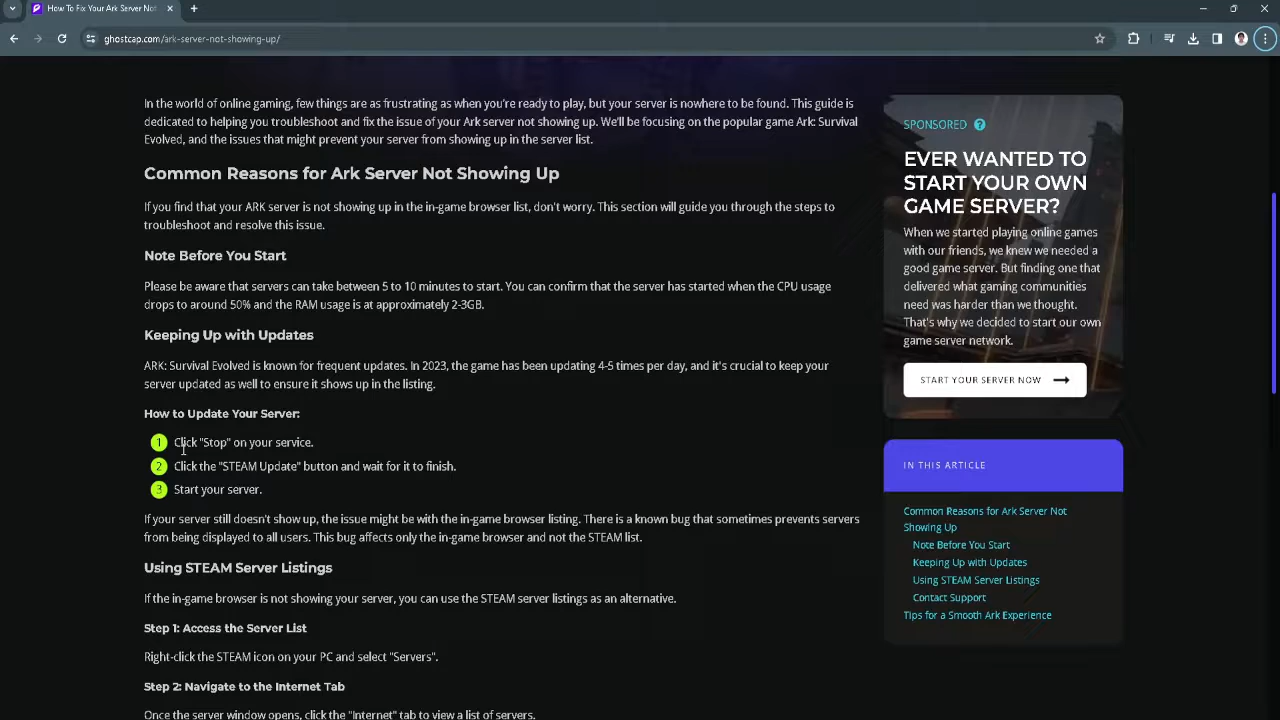 How To Fix Your Ark Server Not
ghostcap.com/ark-server-not-showing-up/
In the world of online gaming, few things are as frustrating as when you're ready to play, but your server is nowhere to be found. This guide is
dedicated to helping you troubleshoot and fix the issue of your Ark server not showing up. We'll be focusing on the popular game Ark: Survival
Evolved, and the issues that might prevent your server from showing up in the server list.
Common Reasons for Ark Server Not Showing Up
If you find that your ARK server is not showing up in the in-game browser list, don't worry. This section will guide you through the steps to
troubleshoot and resolve this issue.
Note Before You Start
Please be aware that servers can take between 5 to 10 minutes to start. You can confirm that the server has started when the CPU usage
drops to around 50% and the RAM usage is at approximately 2-3GB.
Keeping Up with Updates
ARK: Survival Evolved is known for frequent updates. In 2023, the game has been updating 4-5 times per day, and it's crucial to keep your
server updated as well to ensure it shows up in the listing.
How to Update Your Server:
1 Click "Stop" on your service.
2 Click the "STEAM Update" button and wait for it to finish.
3 Start your server.
If your server still doesn't show up, the issue might be with the in-game browser listing. There is a known bug that sometimes prevents servers
from being displayed to all users. This bug affects only the in-game browser and not the STEAM list.
Using STEAM Server Listings
If the in-game browser is not showing your server, you can use the STEAM server listings as an alternative.
Step 1: Access the Server List
Right-click the STEAM icon on your PC and select "Servers".
Step 2: Navigate to the Internet Tab
Once the server window opens, click the "Internet" tab to view a list of servers.
SPONSORED ?
EVER WANTED TO
START YOUR OWN
GAME SERVER?
When we started playing online games
with our friends, we knew we needed a
good game server. But finding one that
delivered what gaming communities
need was harder than we thought.
That's why we decided to start our own
game server network.
START YOUR SERVER NOW
IN THIS ARTICLE
Common Reasons for Ark Server Not
Showing Up
Note Before You Start
Keeping Up with Updates
Using STEAM Server Listings
Contact Support
Tips for a Smooth Ark Experience